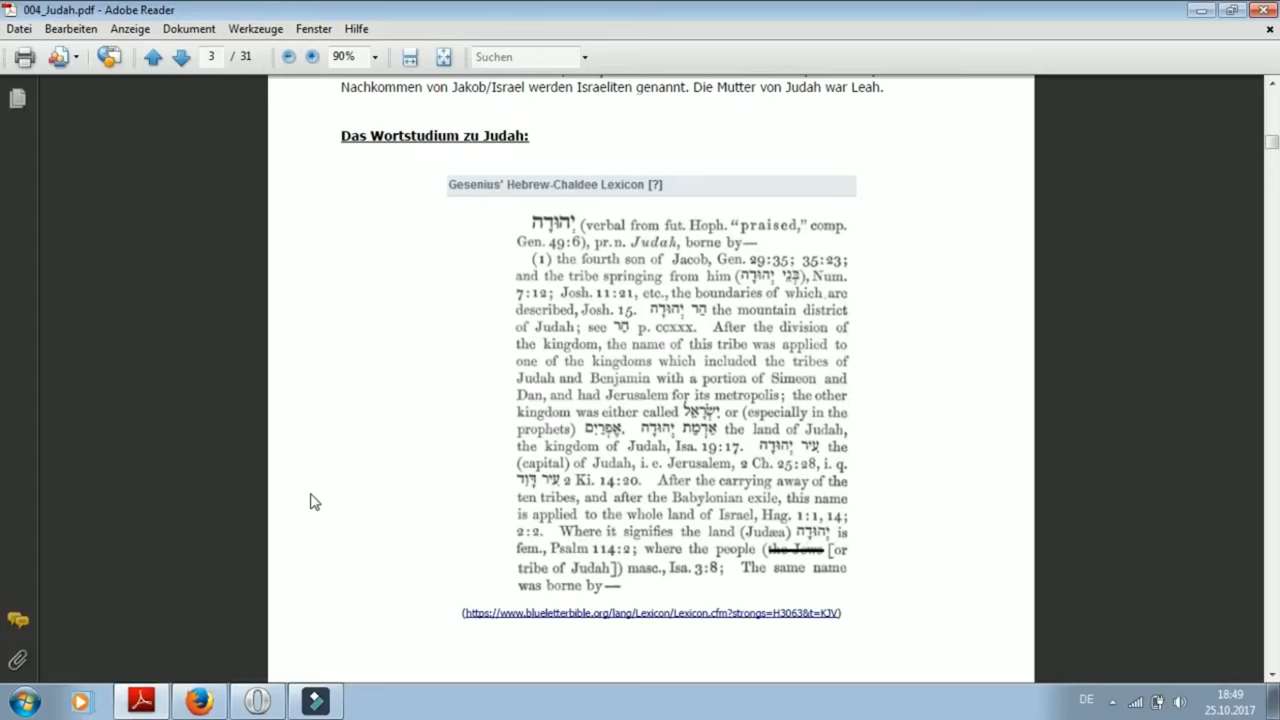 004_Judah.pdf - Adobe Reader
Datei Bearbeiten Anzeige Dokument Werkzeuge Fenster Hilfe
3 / 31 90% Suchen
Nachkommen von Jakob/Israel werden Israeliten genannt. Die Mutter von Judah war Leah.
Das Wortstudium zu Judah:
Gesenius' Hebrew-Chaldee Lexicon [?]
יְהוּדָה (verbal from fut. Hoph. "praised," comp.
Gen. 49:6), pr.n. Judah, borne by—
(1) the fourth son of Jacob, Gen. 29:35; 35:23;
and the tribe springing from him (בְּנֵי יְהוּדָה), Num.
7:12; Josh. 11:21, etc., the boundaries of which are
described, Josh. 15. הַר יְהוּדָה the mountain district
of Judah; see הַר p. ccxxx. After the division of
the kingdom, the name of this tribe was applied to
one of the kingdoms which included the tribes of
Judah and Benjamin with a portion of Simeon and
Dan, and had Jerusalem for its metropolis; the other
kingdom was either called יִשְׂרָאֵל or (especially in the
prophets) אֶפְרַיִם. אַדְמַת יְהוּדָה the land of Judah,
the kingdom of Judah, Isa. 19:17. עִיר יְהוּדָה the
(capital) of Judah, i. e. Jerusalem, 2 Ch. 25:28, i. q.
עִיר דָּוִד 2 Ki. 14:20. After the carrying away of the
ten tribes, and after the Babylonian exile, this name
is applied to the whole land of Israel, Hag. 1:1, 14;
2:2. Where it signifies the land (Judæa) יְהוּדָה is
fem., Psalm 114:2; where the people (the Jews [or
tribe of Judah]) masc., Isa. 3:8; The same name
was borne by—
(https://www.blueletterbible.org/lang/Lexicon/Lexicon.cfm?strongs=H3063&t=KJV)
DE 18:49
25.10.2017